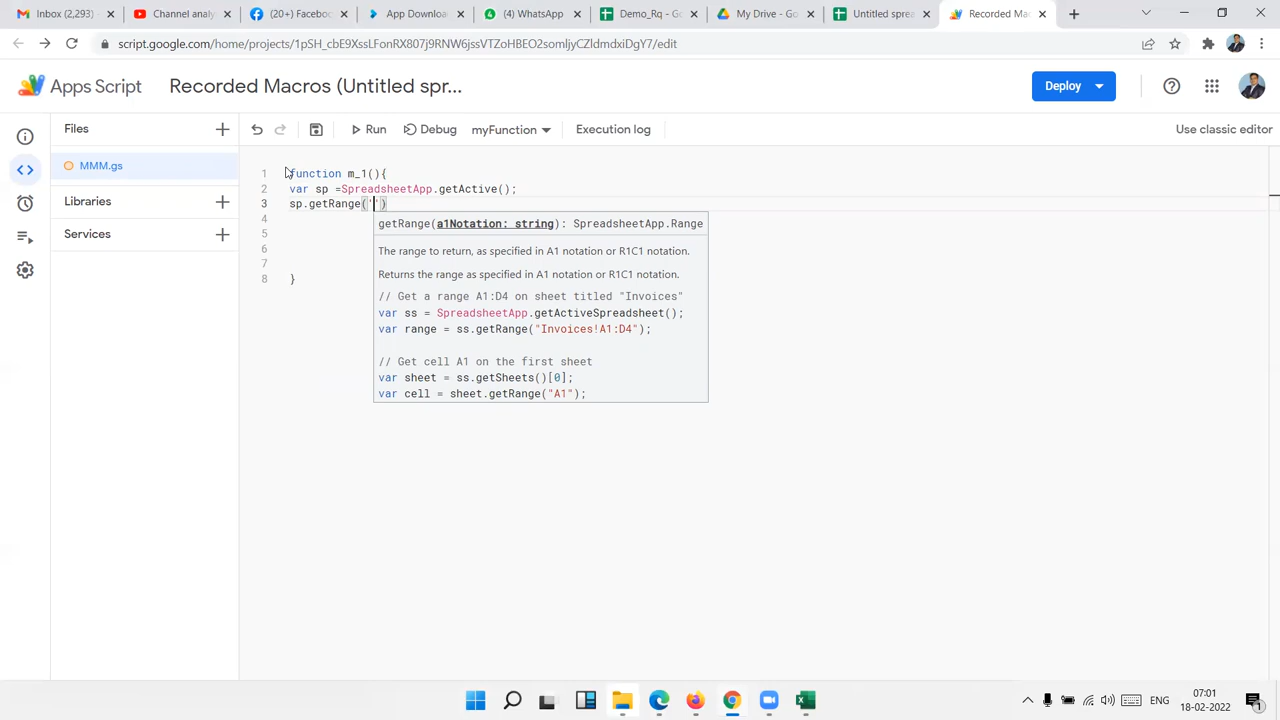 Inbox (2,293)
Channel analy
(20+) Faceboo
App Downloa
(4) WhatsApp
Demo_Rq - Go
My Drive - Goo
Untitled sprea
Recorded Mac
script.google.com/home/projects/1pSH_cbE9XssLFonRX807J9RNW6jssVTZoHBEO2somljyCZldmdxiDgY7/edit
Apps Script
Recorded Macros (Untitled spr...
Deploy
Files
Run
Debug
myFunction
Execution log
Use classic editor
MMM.gs
Libraries
Services
1 function m_1(){
2 var sp =SpreadsheetApp.getActive();
3 sp.getRange('')
4
5
6
7
8 }
getRange(a1Notation: string): SpreadsheetApp.Range
The range to return, as specified in A1 notation or R1C1 notation.
Returns the range as specified in A1 notation or R1C1 notation.
// Get a range A1:D4 on sheet titled "Invoices"
var ss = SpreadsheetApp.getActiveSpreadsheet();
var range = ss.getRange("Invoices!A1:D4");
// Get cell A1 on the first sheet
var sheet = ss.getSheets()[0];
var cell = sheet.getRange("A1");
ENG
07:01
18-02-2022
1